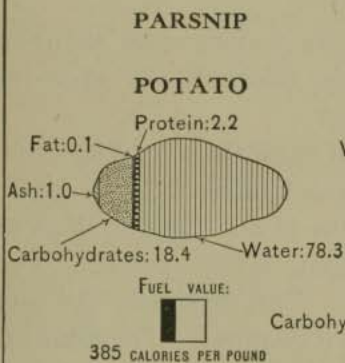 PARSNIP
POTATO
Protein:2.2
Fat:0.1
Ash:1.0
Carbohydrates: 18.4
Water:78.3
FUEL VALUE:
385 CALORIES PER POUND
Carbohy